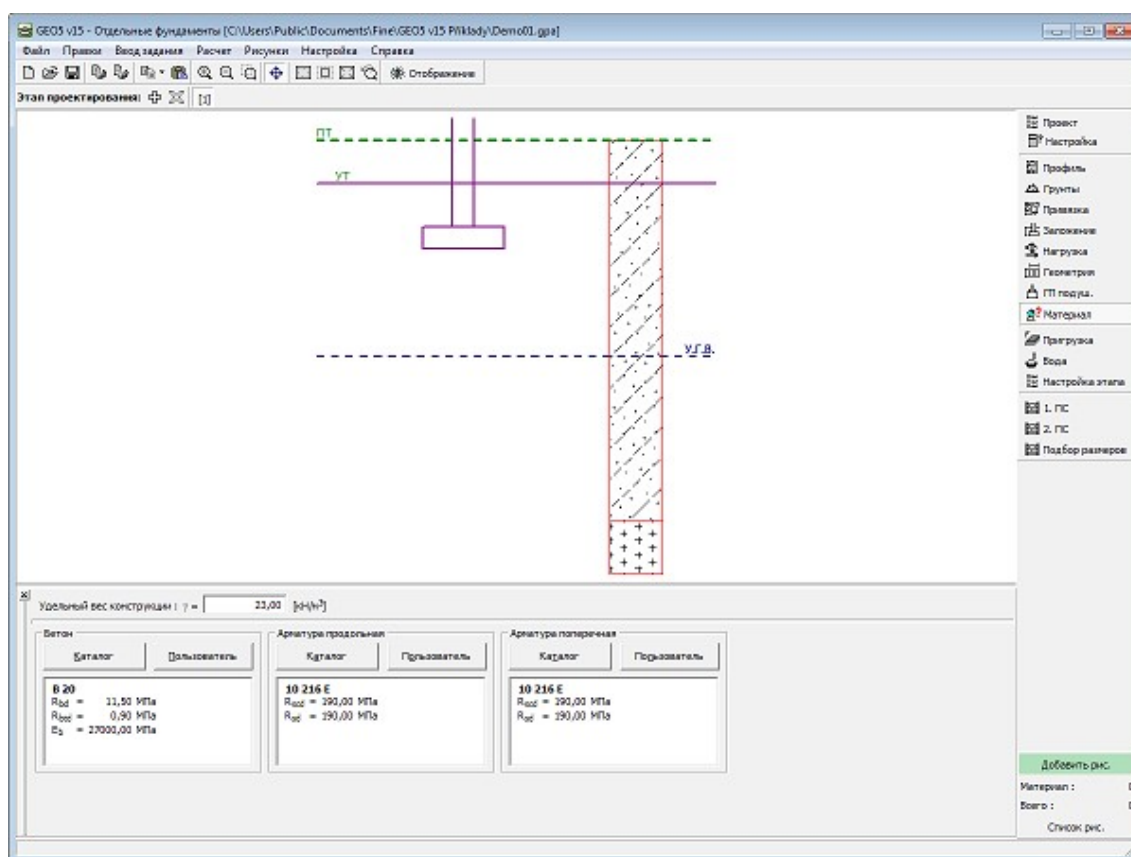 GEO5 v15 - Отдельные фундаменты [C:\Users\Public\Documents\Fine\GEO5 v15 Příklady\Demo01.gpa]
Файл Правки Ввод задания Расчет Рисунки Настройка Справка
Отображение
Этап проектирования: [1]
ПТ
УТ
У.Г.В.
Проект
Настройка
Профиль
Грунты
Привязка
Заложение
Нагрузка
Геометрия
ГП подуш.
Материал
Пригрузка
Вода
Настройка этапа
1. ПС
2. ПС
Подбор размеров
Удельный вес конструкции : γ = 23,00 [кН/м³]
Бетон
Каталог Пользователь
B 20
Rbd = 11,50 МПа
Rbtd = 0,90 МПа
Eb = 27000,00 МПа
Арматура продольная
Каталог Пользователь
10 216 E
Rscd = 190,00 МПа
Rsd = 190,00 МПа
Арматура поперечная
Каталог Пользователь
10 216 E
Rscd = 190,00 МПа
Rsd = 190,00 МПа
Добавить рис.
Материал :
Всего :
Список рис.